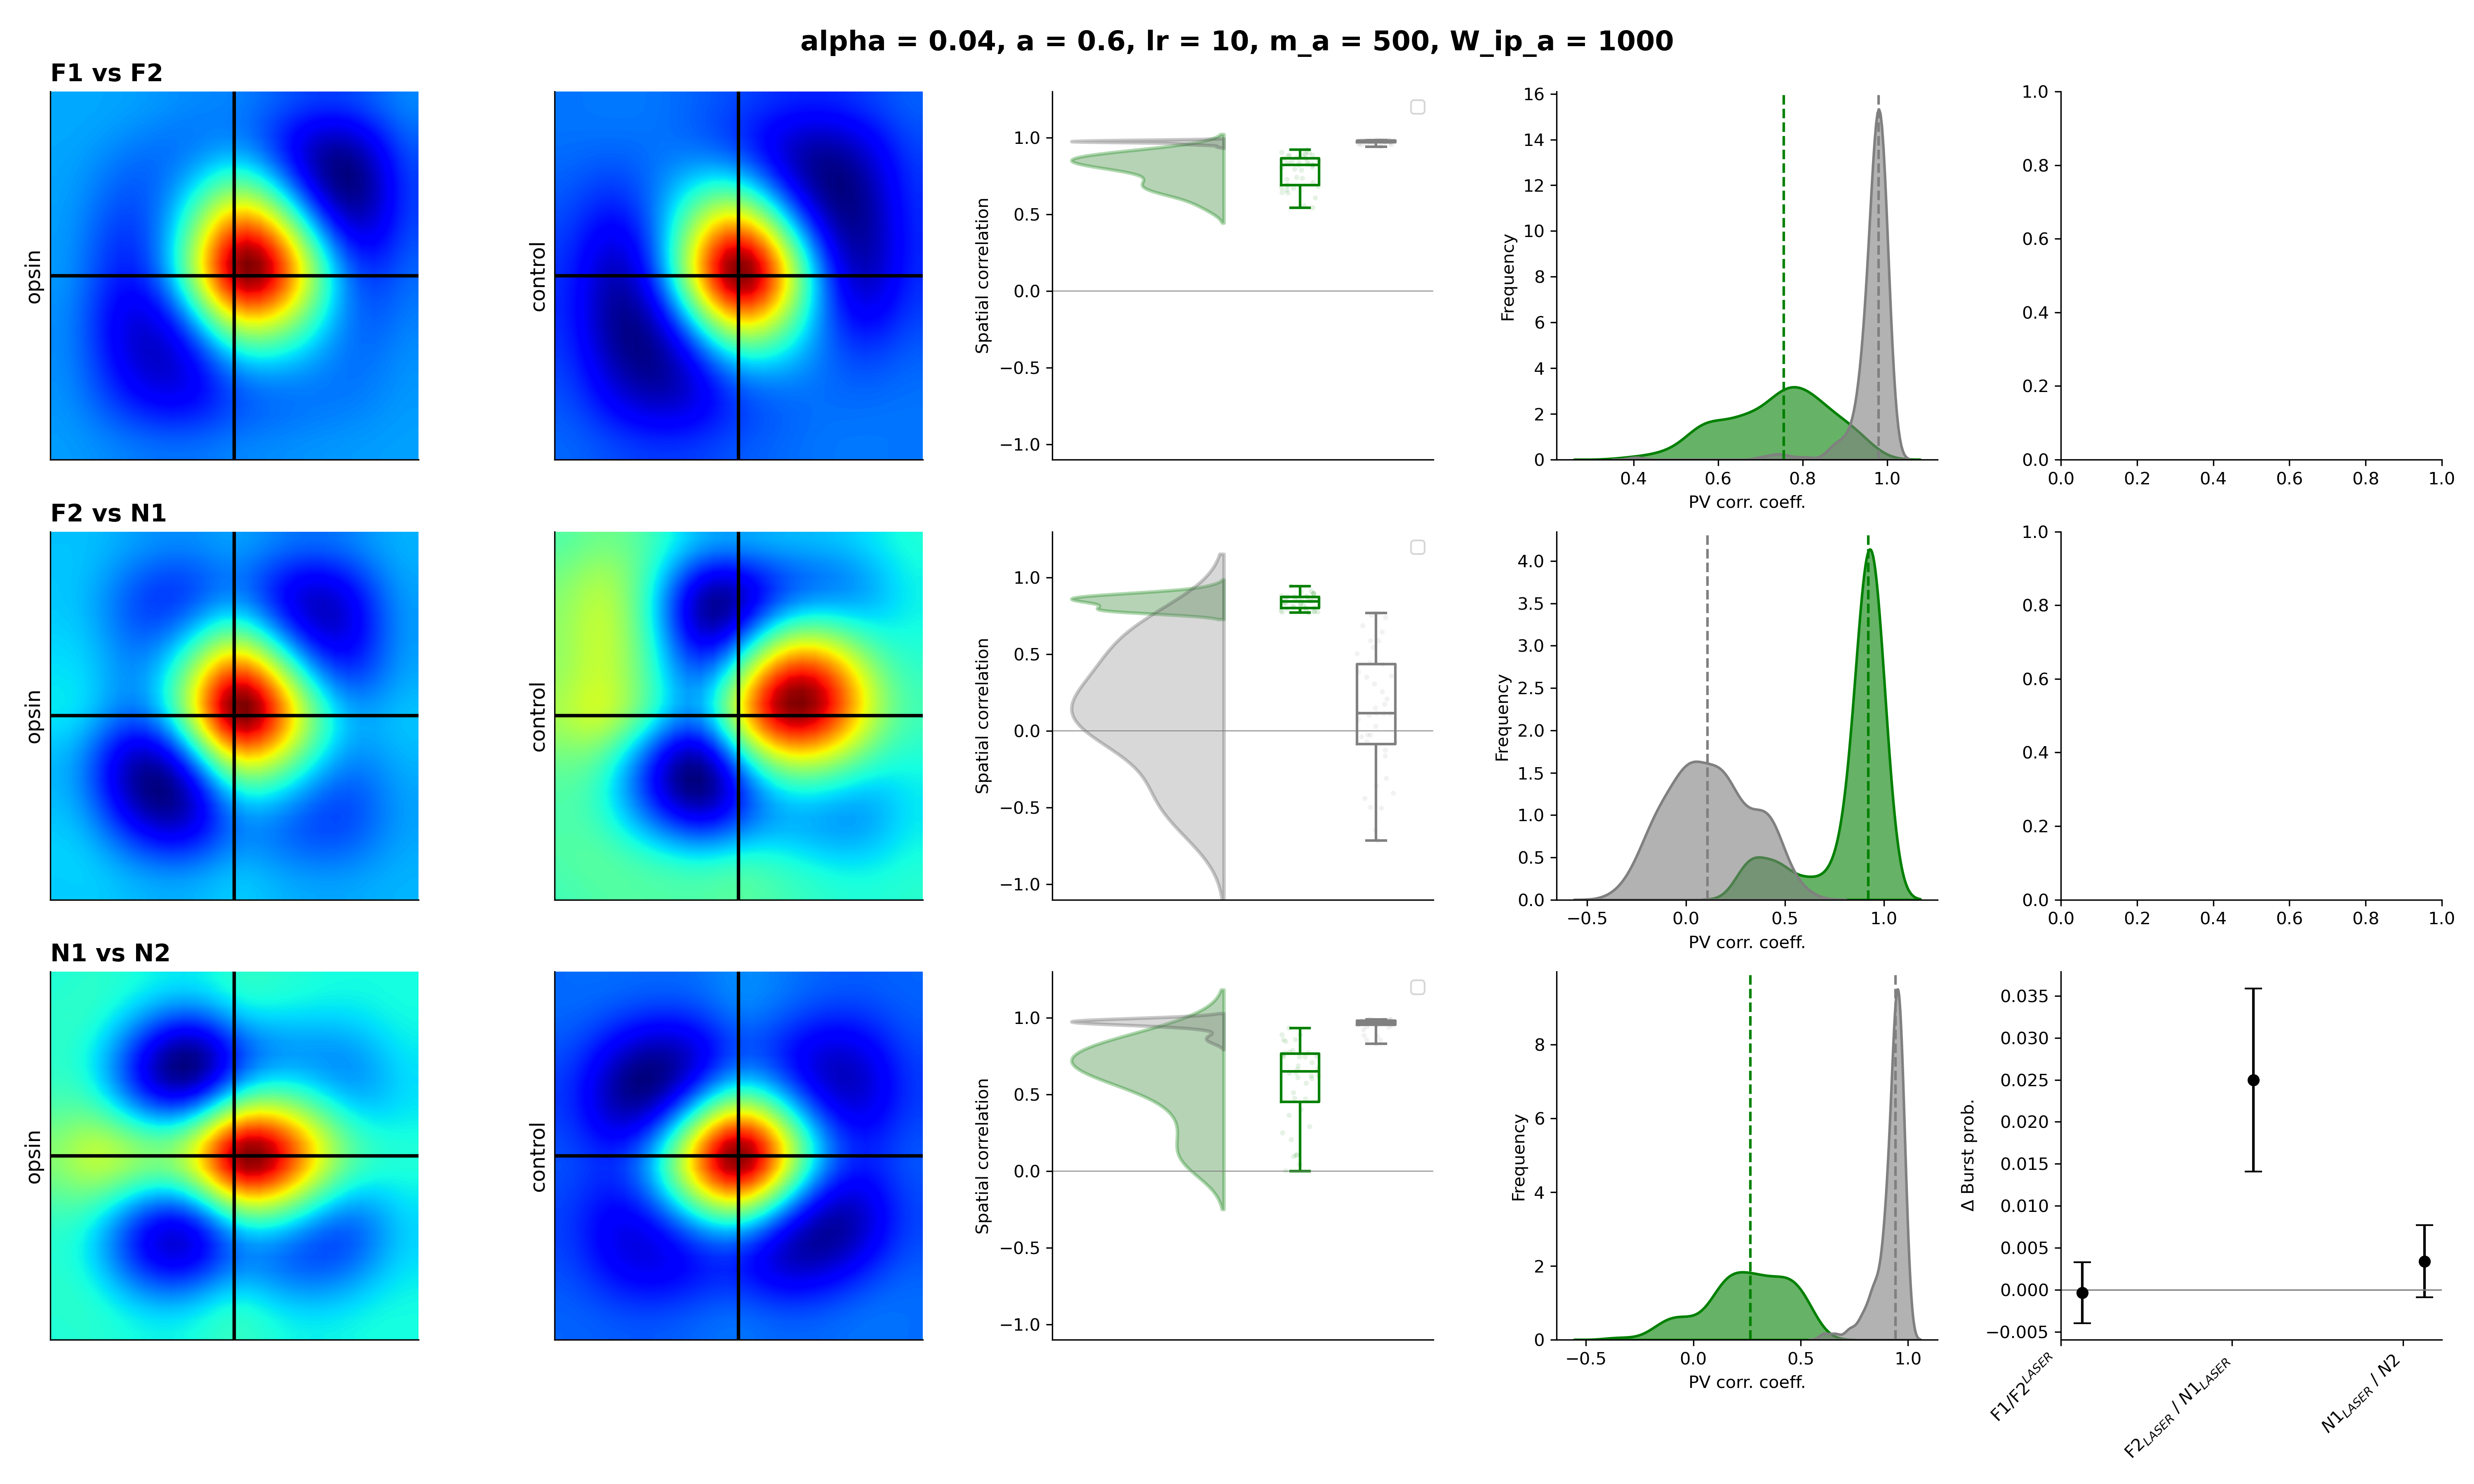 alpha = 0.04, a = 0.6, lr = 10, m_a = 500, W_ip_a = 1000
F1 vs F2
opsin
control
Spatial correlation
1.0
0.5
0.0
−0.5
−1.0
Frequency
16
14
12
10
8
6
4
2
0
0.4 0.6 0.8 1.0
PV corr. coeff.
1.0
0.8
0.6
0.4
0.2
0.0
0.0 0.2 0.4 0.6 0.8 1.0
F2 vs N1
opsin
control
Spatial correlation
1.0
0.5
0.0
−0.5
−1.0
Frequency
4.0
3.5
3.0
2.5
2.0
1.5
1.0
0.5
0.0
−0.5 0.0 0.5 1.0
PV corr. coeff.
1.0
0.8
0.6
0.4
0.2
0.0
0.0 0.2 0.4 0.6 0.8 1.0
N1 vs N2
opsin
control
Spatial correlation
1.0
0.5
0.0
−0.5
−1.0
Frequency
8
6
4
2
0
−0.5 0.0 0.5 1.0
PV corr. coeff.
Δ Burst prob.
0.035
0.030
0.025
0.020
0.015
0.010
0.005
0.000
−0.005
F1/F2^LASER
F2_LASER / N1_LASER
N1_LASER / N2